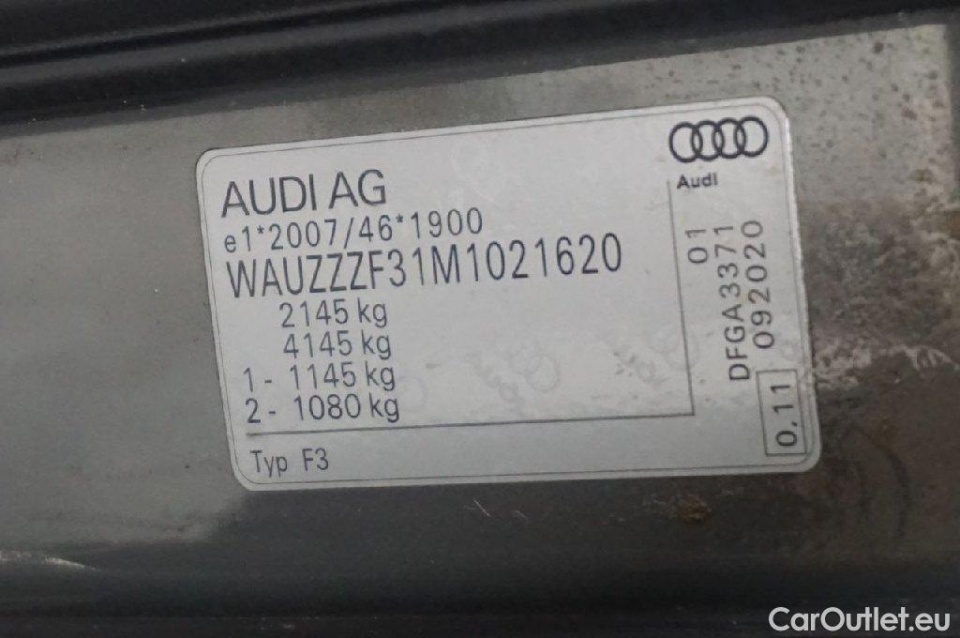 AUDI AG
e1*2007/46*1900
WAUZZZF31M1021620
2145 kg
4145 kg
1 - 1145 kg
2 - 1080 kg
Typ F3
Audi
01
DFGA3371
092020
0.11
CarOutlet.eu